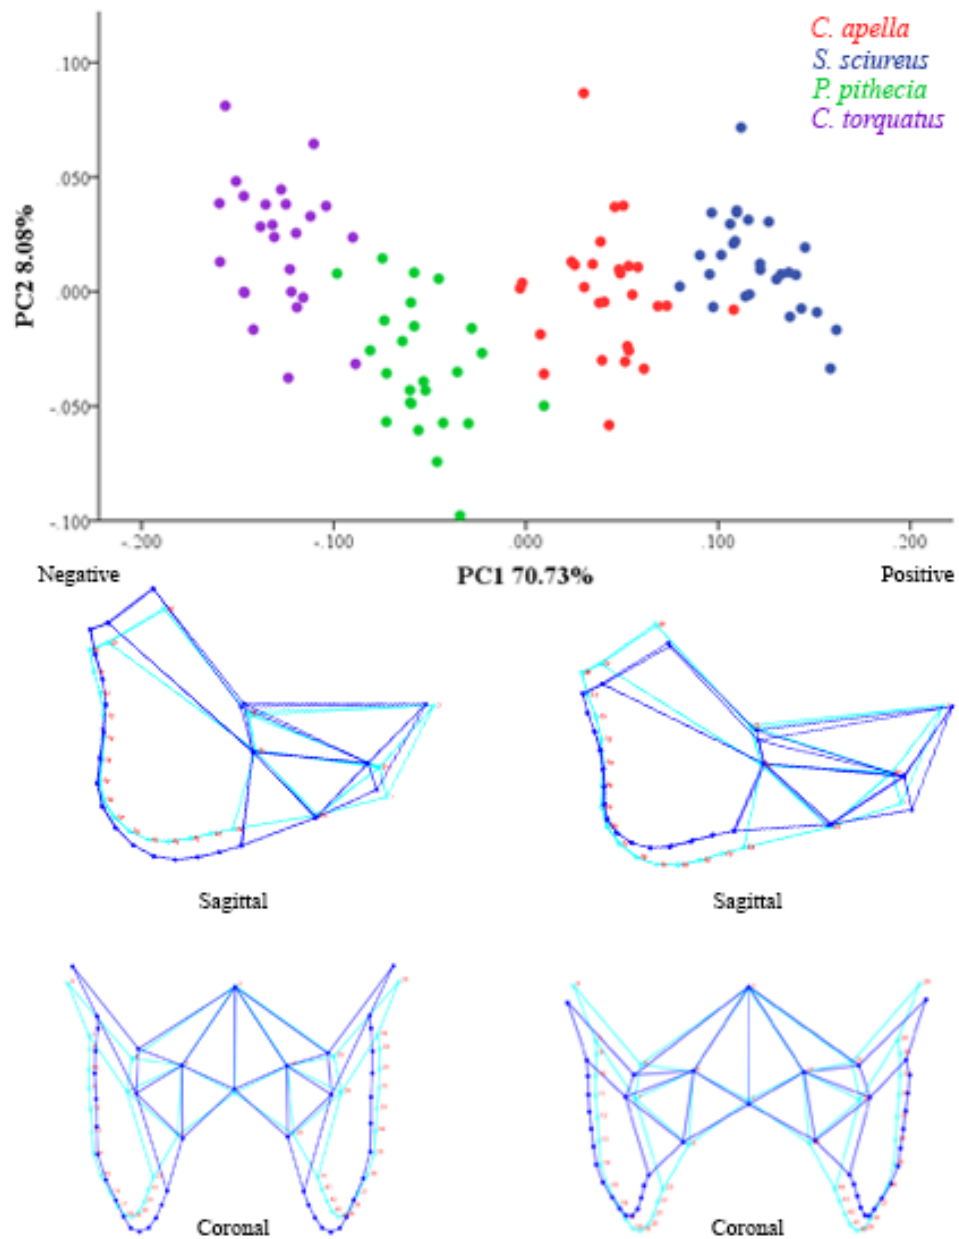 C. apella
S. sciureus
P. pithecia
C. torquatus
PC2 8.08%
.100
.050
.000
-.050
-.100
-.200 -.100 .000 .100 .200
Negative PC1 70.73% Positive
Sagittal Sagittal
Coronal Coronal